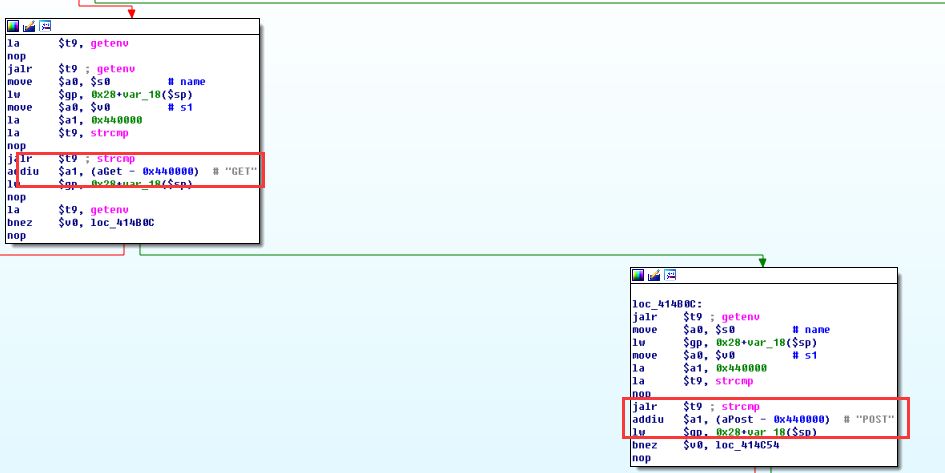 la $t9, getenv
nop
jalr $t9 ; getenv
move $a0, $s0 # name
lw $gp, 0x28+var_18($sp)
move $a0, $v0 # s1
la $a1, 0x440000
la $t9, strcmp
nop
jalr $t9 ; strcmp
addiu $a1, (aGet - 0x440000) # "GET"
lw $gp, 0x28+var_18($sp)
nop
la $t9, getenv
bnez $v0, loc_414B0C
nop
loc_414B0C:
jalr $t9 ; getenv
move $a0, $s0 # name
lw $gp, 0x28+var_18($sp)
move $a0, $v0 # s1
la $a1, 0x440000
la $t9, strcmp
nop
jalr $t9 ; strcmp
addiu $a1, (aPost - 0x440000) # "POST"
lw $gp, 0x28+var_18($sp)
bnez $v0, loc_414C54
nop